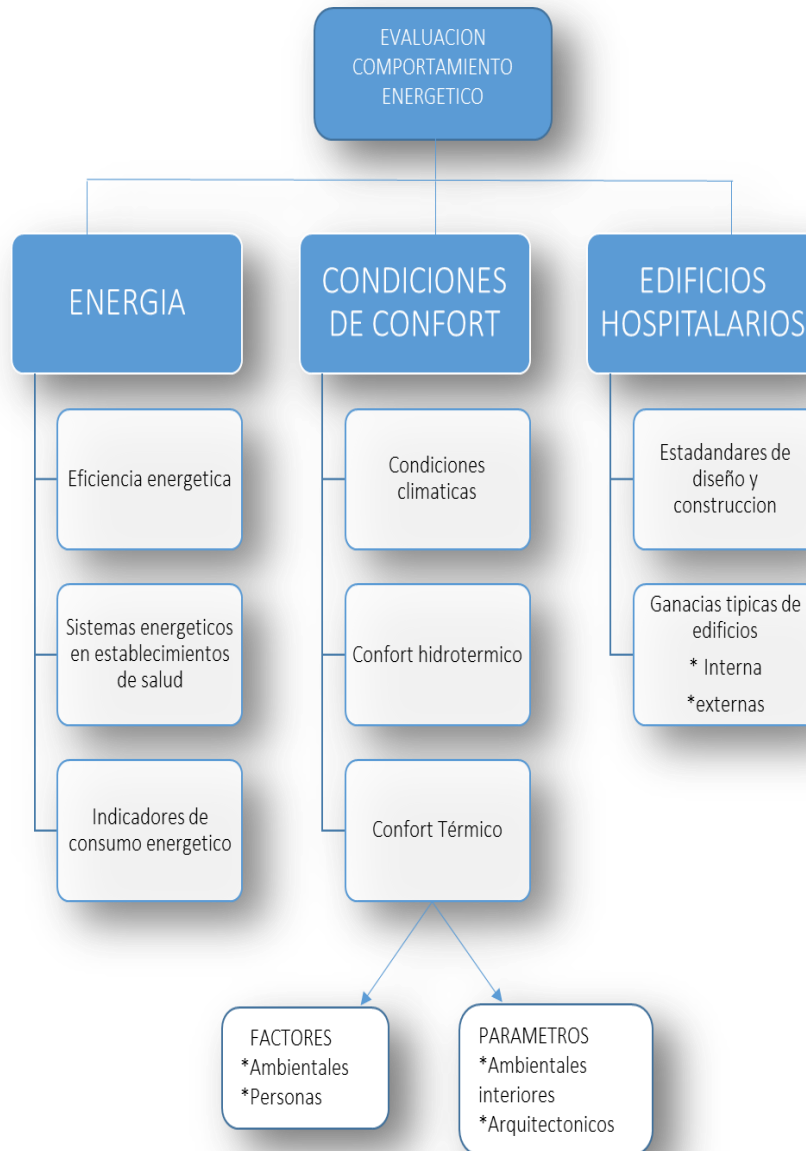 EVALUACION
COMPORTAMIENTO
ENERGETICO
ENERGIA
CONDICIONES
DE CONFORT
EDIFICIOS
HOSPITALARIOS
Eficiencia energetica
Sistemas energeticos
en establecimientos
de salud
Indicadores de
consumo energetico
Condiciones
climaticas
Confort hidrotermico
Confort Térmico
Estadandares de
diseño y
construccion
Ganacias tipicas de
edificios
* Interna
*externas
FACTORES
*Ambientales
*Personas
PARAMETROS
*Ambientales
interiores
*Arquitectonicos